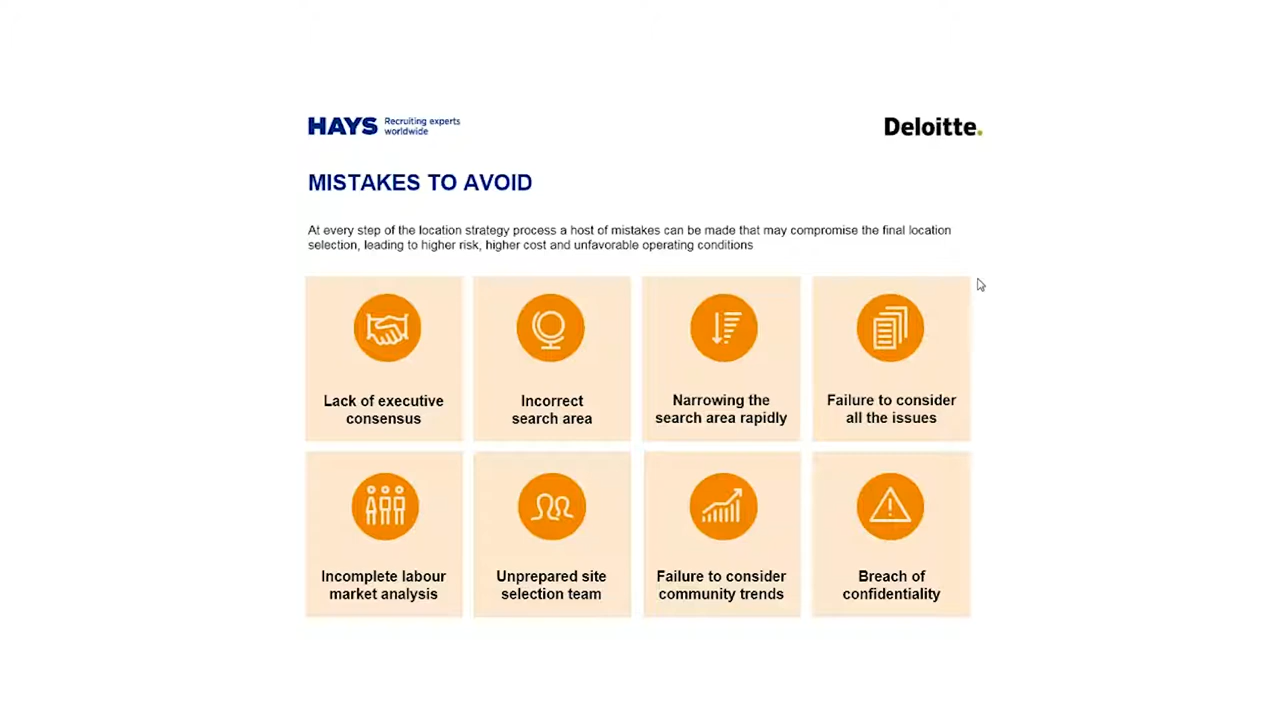 HAYS Recruiting experts
worldwide
Deloitte.
MISTAKES TO AVOID
At every step of the location strategy process a host of mistakes can be made that may compromise the final location
selection, leading to higher risk, higher cost and unfavorable operating conditions
Lack of executive
consensus
Incorrect
search area
Narrowing the
search area rapidly
Failure to consider
all the issues
Incomplete labour
market analysis
Unprepared site
selection team
Failure to consider
community trends
Breach of
confidentiality